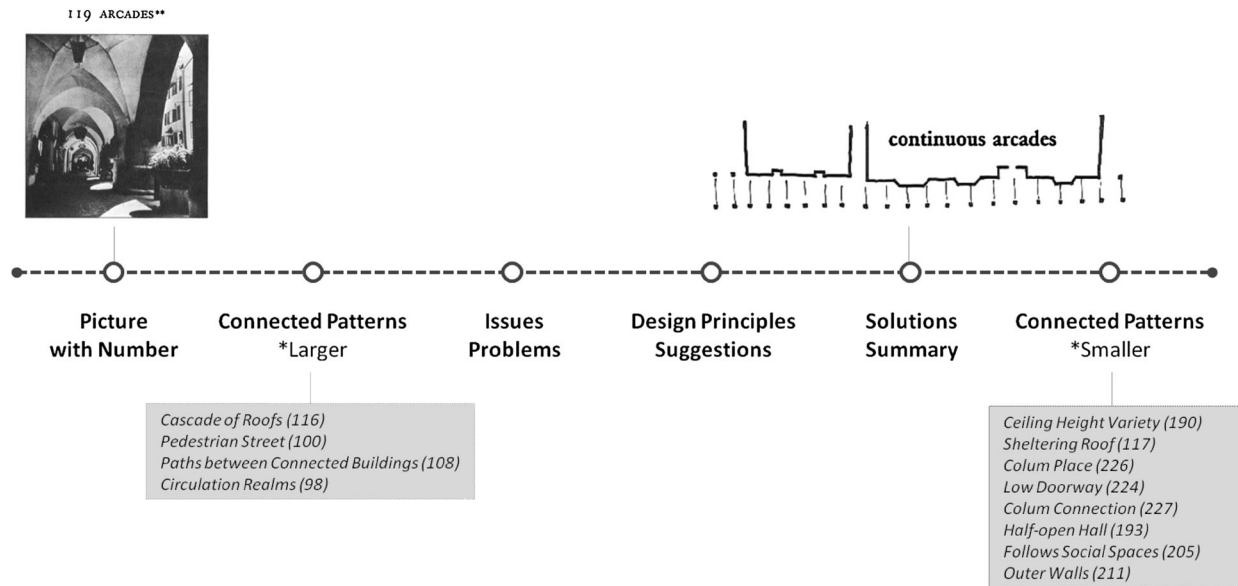 119 ARCADES**
continuous arcades
Picture
with Number
Connected Patterns
*Larger
Issues
Problems
Design Principles
Suggestions
Solutions
Summary
Connected Patterns
*Smaller
Cascade of Roofs (116)
Pedestrian Street (100)
Paths between Connected Buildings (108)
Circulation Realms (98)
Ceiling Height Variety (190)
Sheltering Roof (117)
Colum Place (226)
Low Doorway (224)
Colum Connection (227)
Half-open Hall (193)
Follows Social Spaces (205)
Outer Walls (211)